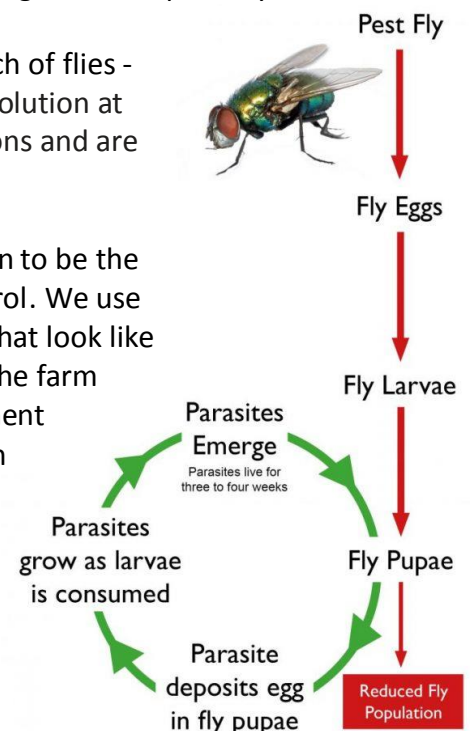 ch of flies -
olution at
ons and are
n to be the
rol. We use
hat look like
he farm
ent
Pest Fly
Fly Eggs
Fly Larvae
Fly Pupae
Reduced Fly
Population
Parasites
Emerge
Parasites live for
three to four weeks
Parasite
deposits egg
in fly pupae
Parasites
grow as larvae
is consumed